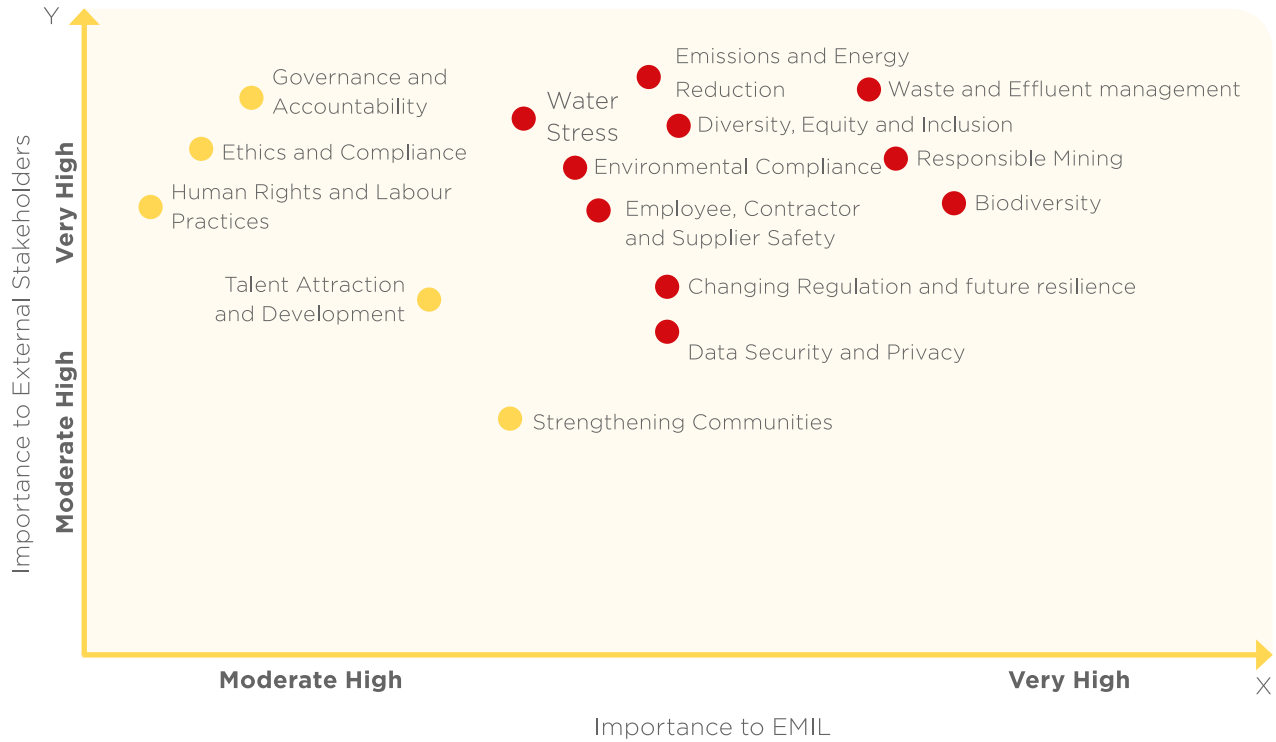 Y
Importance to External Stakeholders
Very High
Moderate High
Governance and
Accountability
Ethics and Compliance
Human Rights and Labour
Practices
Talent Attraction
and Development
Water
Stress
Emissions and Energy
Reduction
Waste and Effluent management
Diversity, Equity and Inclusion
Environmental Compliance
Responsible Mining
Employee, Contractor
and Supplier Safety
Biodiversity
Changing Regulation and future resilience
Data Security and Privacy
Strengthening Communities
Moderate High
Very High
X
Importance to EMIL